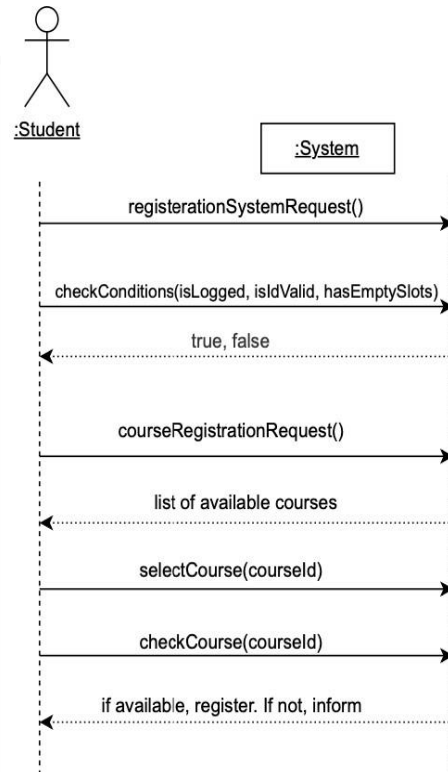 :Student
:System
registerationSystemRequest()
checkConditions(isLogged, isIdValid, hasEmptySlots)
true, false
courseRegistrationRequest()
list of available courses
selectCourse(courseId)
checkCourse(courseId)
if available, register. If not, inform